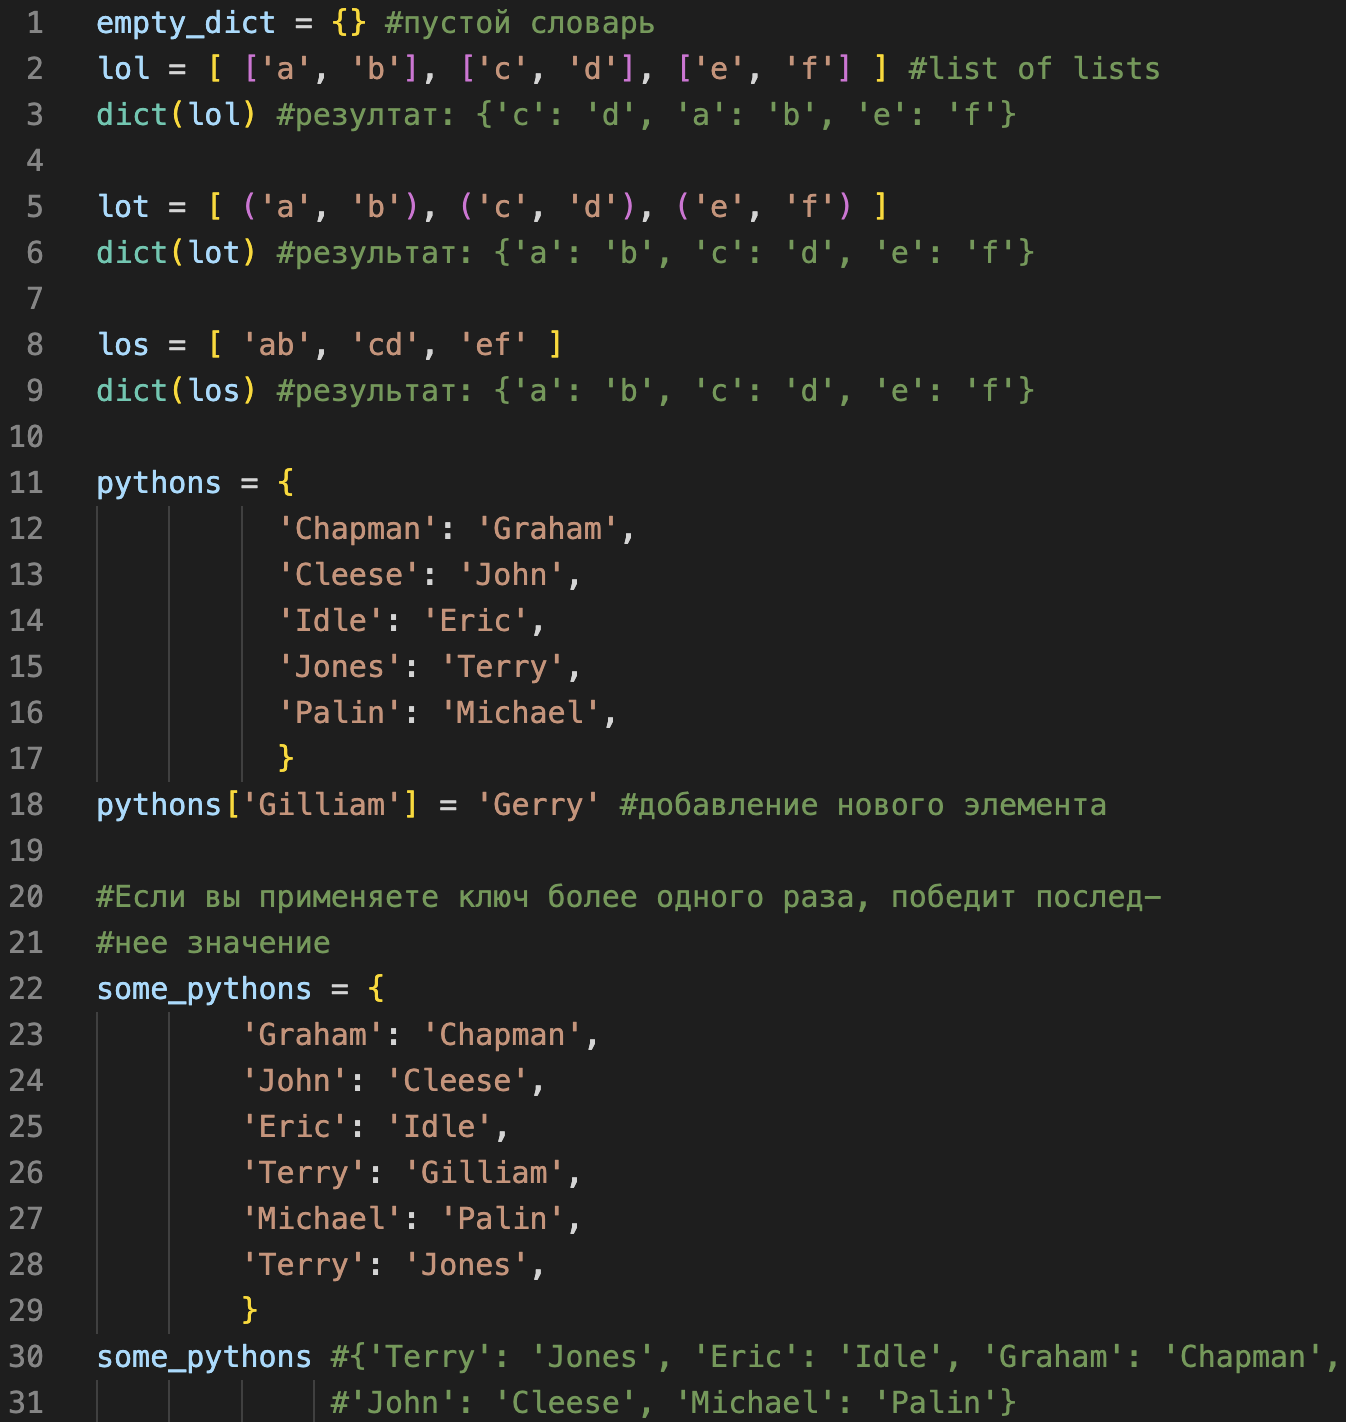 1 empty_dict = {} #пустой словарь
2 lol = [ ['a', 'b'], ['c', 'd'], ['e', 'f'] ] #list of lists
3 dict(lol) #резултат: {'c': 'd', 'a': 'b', 'e': 'f'}
4
5 lot = [ ('a', 'b'), ('c', 'd'), ('e', 'f') ]
6 dict(lot) #результат: {'a': 'b', 'c': 'd', 'e': 'f'}
7
8 los = [ 'ab', 'cd', 'ef' ]
9 dict(los) #результат: {'a': 'b', 'c': 'd', 'e': 'f'}
10
11 pythons = {
12 'Chapman': 'Graham',
13 'Cleese': 'John',
14 'Idle': 'Eric',
15 'Jones': 'Terry',
16 'Palin': 'Michael',
17 }
18 pythons['Gilliam'] = 'Gerry' #добавление нового элемента
19
20 #Если вы применяете ключ более одного раза, победит послед–
21 #нее значение
22 some_pythons = {
23 'Graham': 'Chapman',
24 'John': 'Cleese',
25 'Eric': 'Idle',
26 'Terry': 'Gilliam',
27 'Michael': 'Palin',
28 'Terry': 'Jones',
29 }
30 some_pythons #{'Terry': 'Jones', 'Eric': 'Idle', 'Graham': 'Chapman',
31 #'John': 'Cleese', 'Michael': 'Palin'}